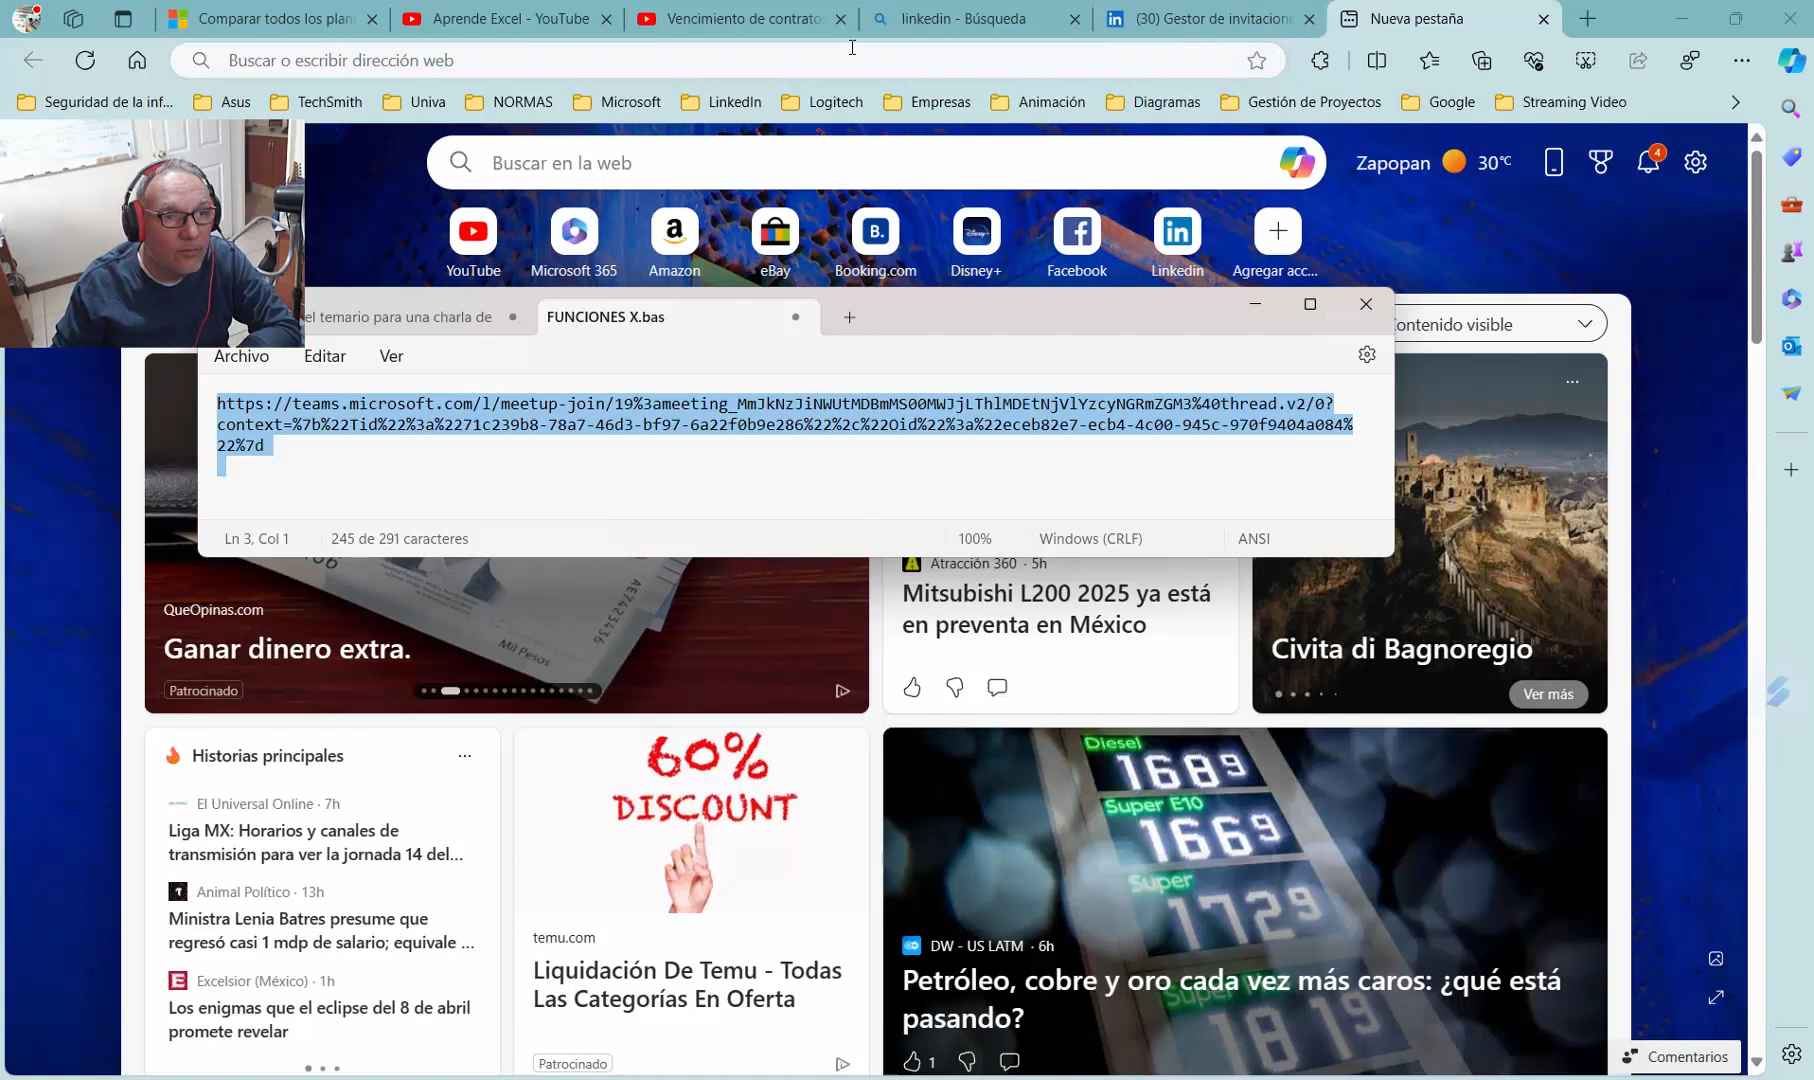 Comparar todos los plan
Aprende Excel - YouTube
Vencimiento de contratos
linkedin - Búsqueda
(30) Gestor de invitacione
Nueva pestaña
Buscar o escribir dirección web
Seguridad de la inf...
Asus
TechSmith
Univa
NORMAS
Microsoft
LinkedIn
Logitech
Empresas
Animación
Diagramas
Gestión de Proyectos
Google
Streaming Video
Buscar en la web
Zapopan
30°C
4
YouTube
Microsoft 365
Amazon
eBay
Booking.com
Disney+
Facebook
Linkedin
Agregar acc...
el temario para una charla de
FUNCIONES X.bas
Contenido visible
Archivo
Editar
Ver
https://teams.microsoft.com/l/meetup-join/19%3ameeting_MmJkNzJiNWUtMDBmMS00MWJjLThlMDEtNjVlYzcyNGRmZGM3%40thread.v2/0?
context=%7b%22Tid%22%3a%2271c239b8-78a7-46d3-bf97-6a22f0b9e286%22%2c%22Oid%22%3a%22eceb82e7-ecb4-4c00-945c-970f9404a084%
22%7d
Ln 3, Col 1
245 de 291 caracteres
100%
Windows (CRLF)
ANSI
QueOpinas.com
Ganar dinero extra.
Patrocinado
Mil Pesos
AE7423436
Atracción 360 · 5h
Mitsubishi L200 2025 ya está
en preventa en México
Civita di Bagnoregio
Ver más
Historias principales
El Universal Online · 7h
Liga MX: Horarios y canales de
transmisión para ver la jornada 14 del...
Animal Político · 13h
Ministra Lenia Batres presume que
regresó casi 1 mdp de salario; equivale ...
Excelsior (México) · 1h
Los enigmas que el eclipse del 8 de abril
promete revelar
60%
DISCOUNT
temu.com
Liquidación De Temu - Todas
Las Categorías En Oferta
Patrocinado
Diesel
1689
Super E10
1669
Super
1729
1819
DW - US LATM · 6h
Petróleo, cobre y oro cada vez más caros: ¿qué está
pasando?
1
Comentarios